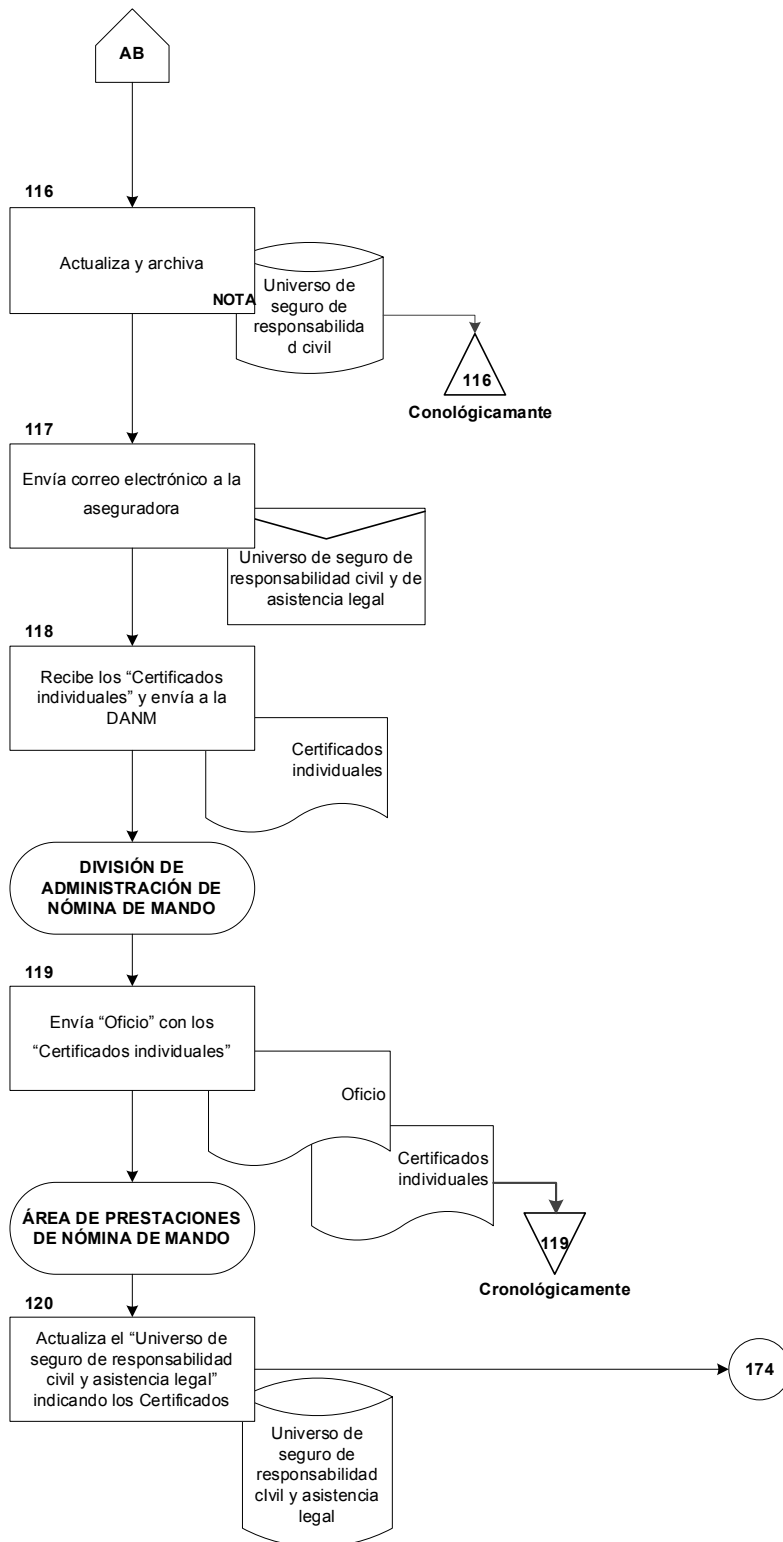 AB
116
Actualiza y archiva
NOTA
Universo de
seguro de
responsabilida
d civil
116
Conológicamante
117
Envía correo electrónico a la
aseguradora
Universo de seguro de
responsabilidad civil y de
asistencia legal
118
Recibe los “Certificados
individuales” y envía a la
DANM
Certificados
individuales
DIVISIÓN DE
ADMINISTRACIÓN DE
NÓMINA DE MANDO
119
Envía “Oficio” con los
“Certificados individuales”
Oficio
Certificados
individuales
119
Cronológicamente
ÁREA DE PRESTACIONES
DE NÓMINA DE MANDO
120
Actualiza el “Universo de
seguro de responsabilidad
civil y asistencia legal”
indicando los Certificados
174
Universo de
seguro de
responsabilidad
cIvil y asistencia
legal